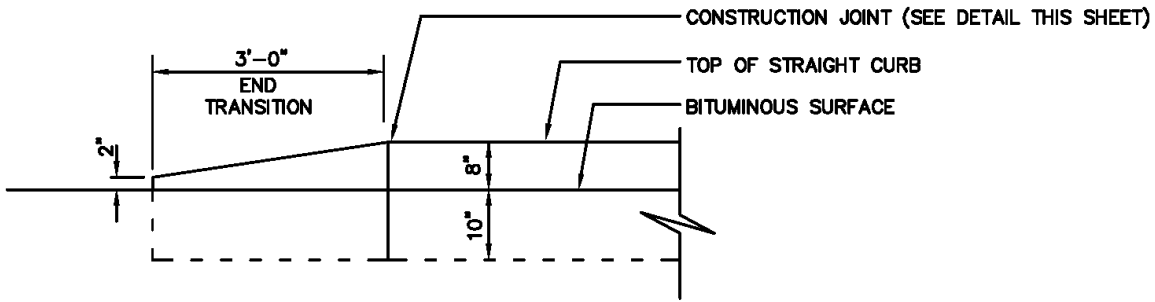 CONSTRUCTION JOINT (SEE DETAIL THIS SHEET)
3'-0"
END
TRANSITION
TOP OF STRAIGHT CURB
BITUMINOUS SURFACE
2"
8"
10"